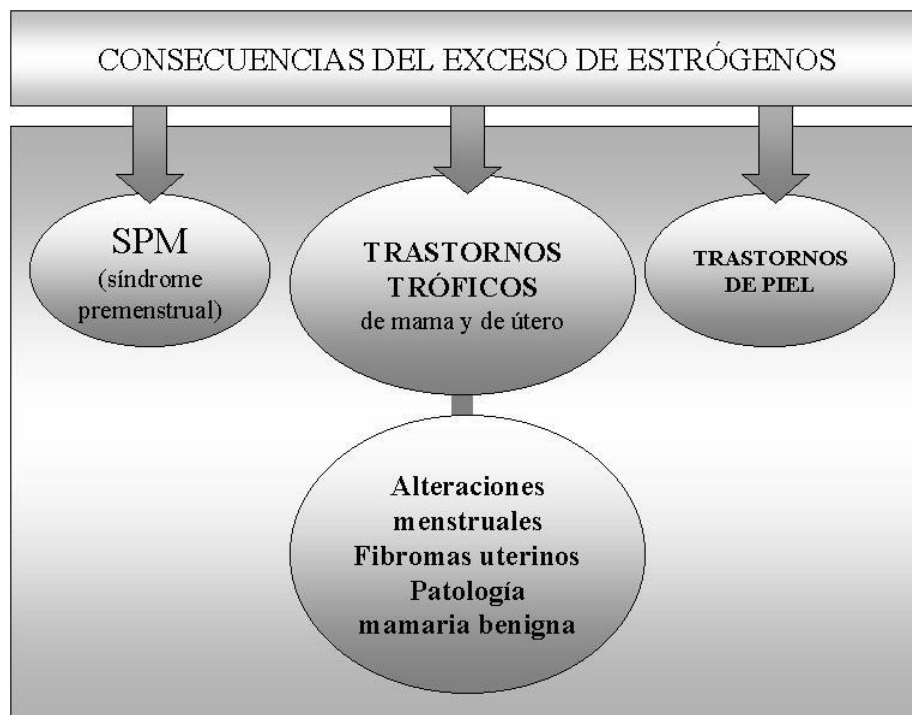 CONSECUENCIAS DEL EXCESO DE ESTRÓGENOS
SPM
(síndrome
premenstrual)
TRASTORNOS
TRÓFICOS
de mama y de útero
TRASTORNOS
DE PIEL
Alteraciones
menstruales
Fibromas uterinos
Patología
mamaria benigna